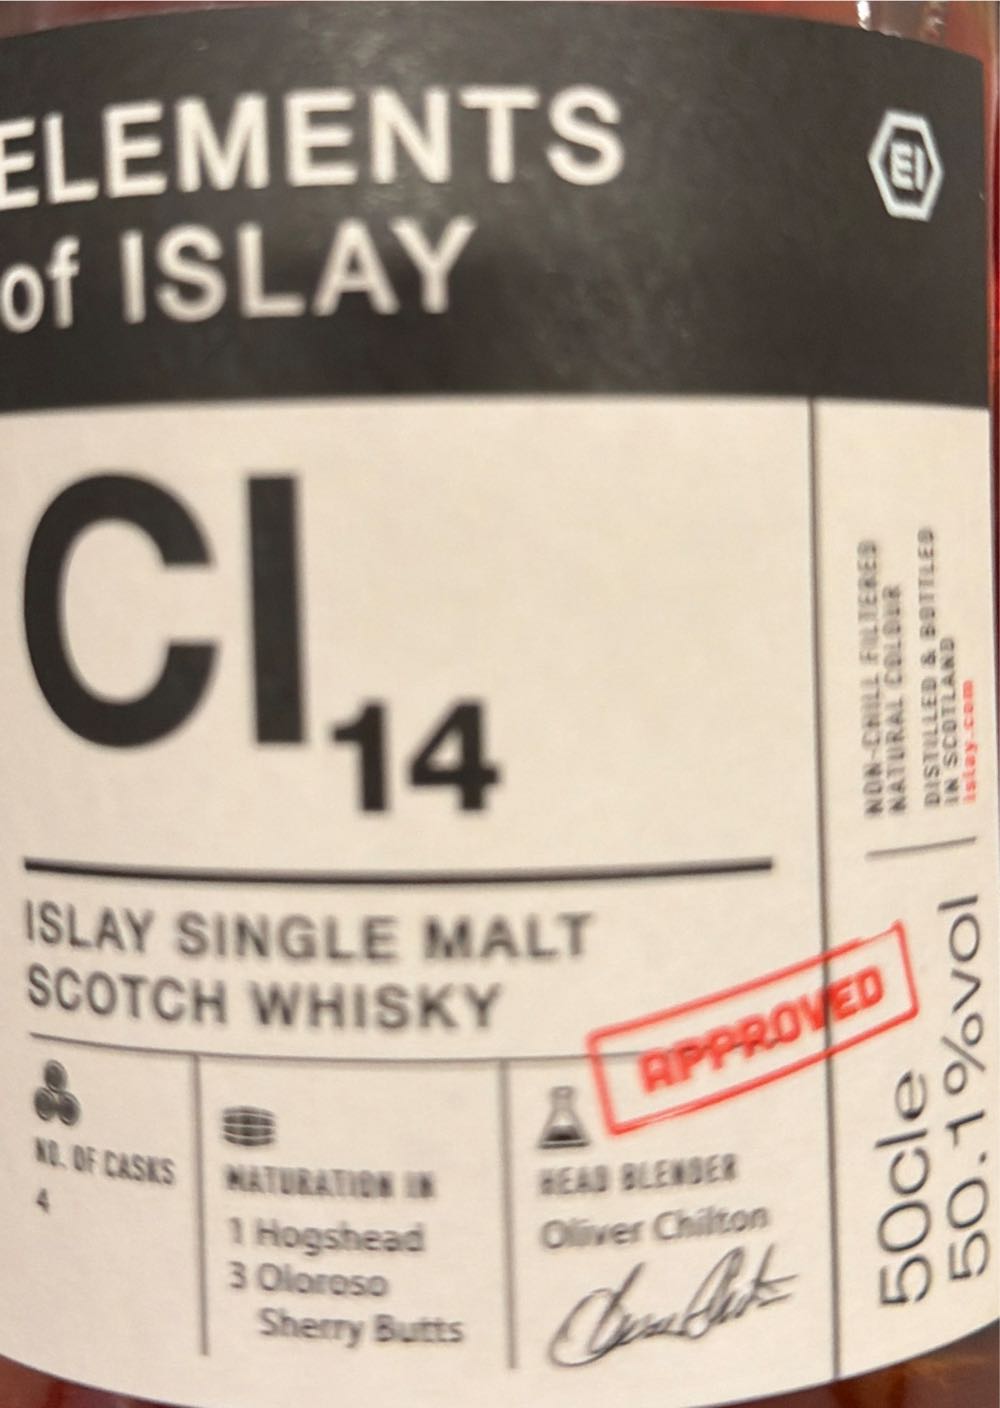 ELEMENTS
of ISLAY
EI
CI14
ISLAY SINGLE MALT
SCOTCH WHISKY
APPROVED
NO. OF CASKS
4
MATURATION IN
1 Hogshead
3 Oloroso
Sherry Butts
HEAD BLENDER
Oliver Chilton
NON-CHILL FILTERED
NATURAL COLOUR
DISTILLED & BOTTLED
IN SCOTLAND
islay.com
50cle
50.1%vol